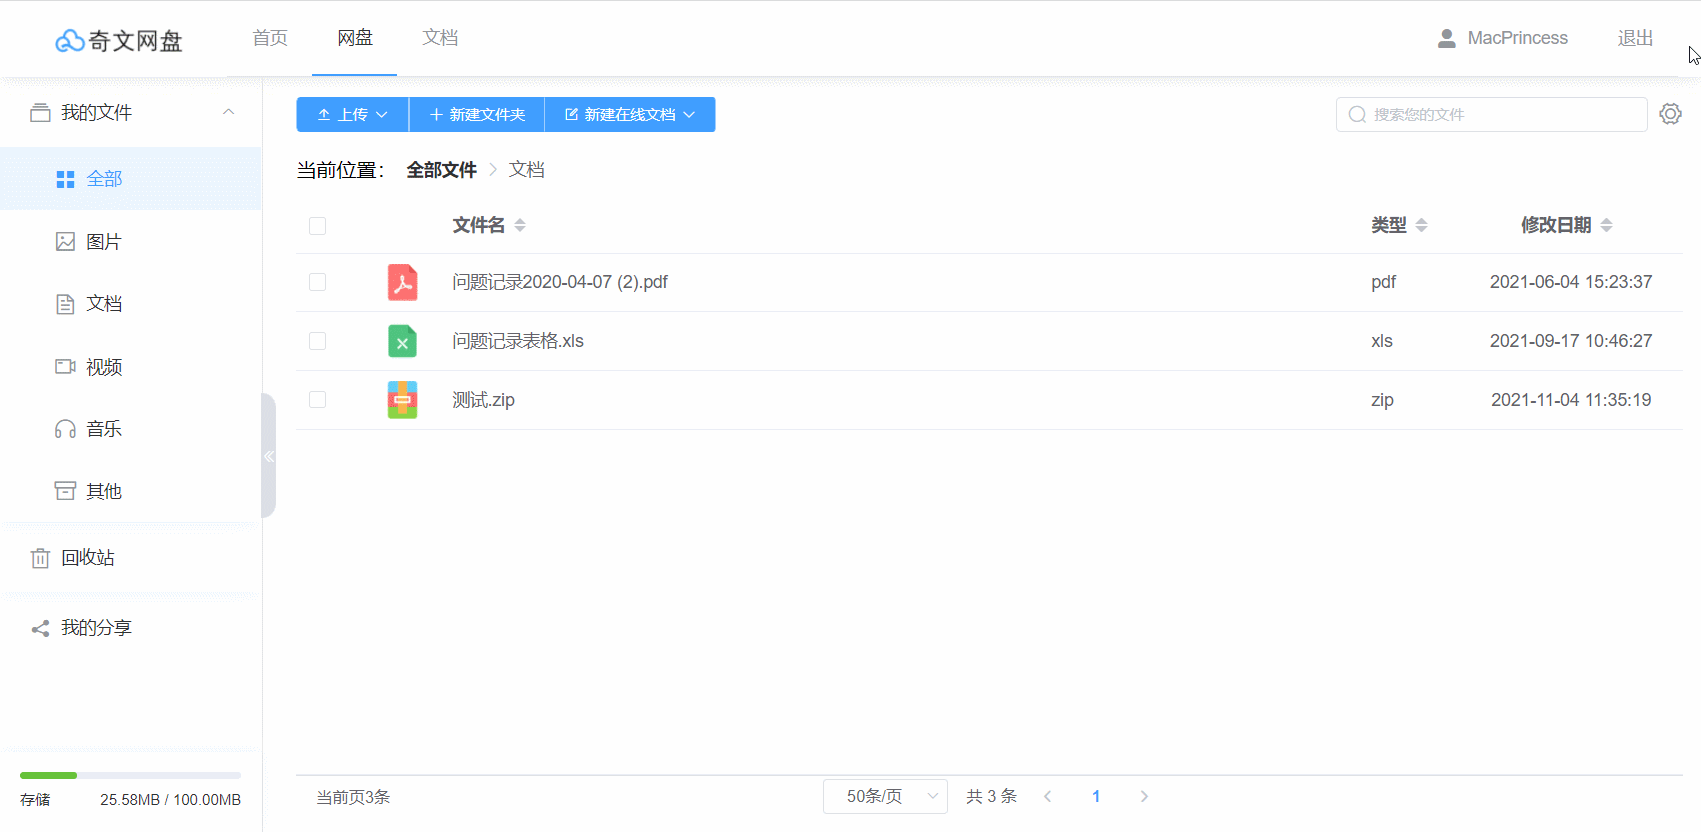 奇文网盘
首页 网盘 文档
MacPrincess 退出
我的文件
全部
图片
文档
视频
音乐
其他
回收站
我的分享
存储 25.58MB / 100.00MB
上传 新建文件夹 新建在线文档
搜索您的文件
当前位置： 全部文件 文档
文件名 类型 修改日期
问题记录2020-04-07 (2).pdf pdf 2021-06-04 15:23:37
问题记录表格.xls xls 2021-09-17 10:46:27
测试.zip zip 2021-11-04 11:35:19
当前页3条 50条/页 共 3 条 1